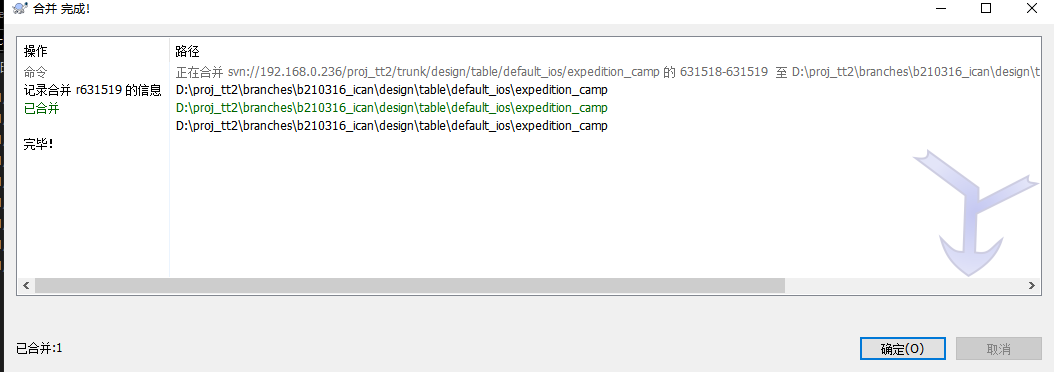 合并 完成!
操作 路径
命令 正在合并 svn://192.168.0.236/proj_tt2/trunk/design/table/default_ios/expedition_camp 的 631518-631519 至 D:\proj_tt2\branches\b210316_ican\design\t
记录合并 r631519 的信息 D:\proj_tt2\branches\b210316_ican\design\table\default_ios\expedition_camp
已合并 D:\proj_tt2\branches\b210316_ican\design\table\default_ios\expedition_camp
D:\proj_tt2\branches\b210316_ican\design\table\default_ios\expedition_camp
完毕!
已合并:1
确定(O) 取消